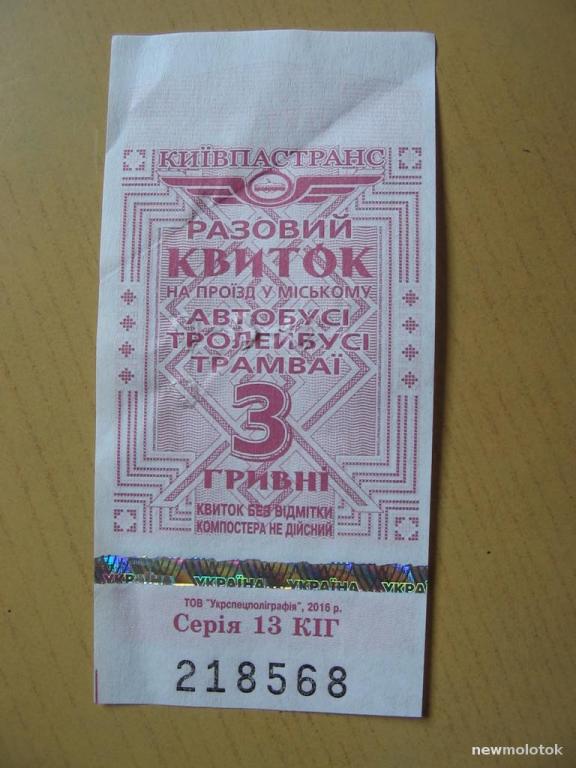 КИЇВПАСТРАНС
РАЗОВИЙ
КВИТОК
НА ПРОЇЗД У МІСЬКОМУ
АВТОБУСІ
ТРОЛЕЙБУСІ
ТРАМВАЇ
3
ГРИВНІ
КВИТОК БЕЗ ВІДМІТКИ
КОМПОСТЕРА НЕ ДІЙСНИЙ
УКРАЇНА УКРАЇНА УКРАЇНА
ТОВ "Укрспецполіграфія", 2016 р.
Серія 13 КІГ
218568
newmolotok